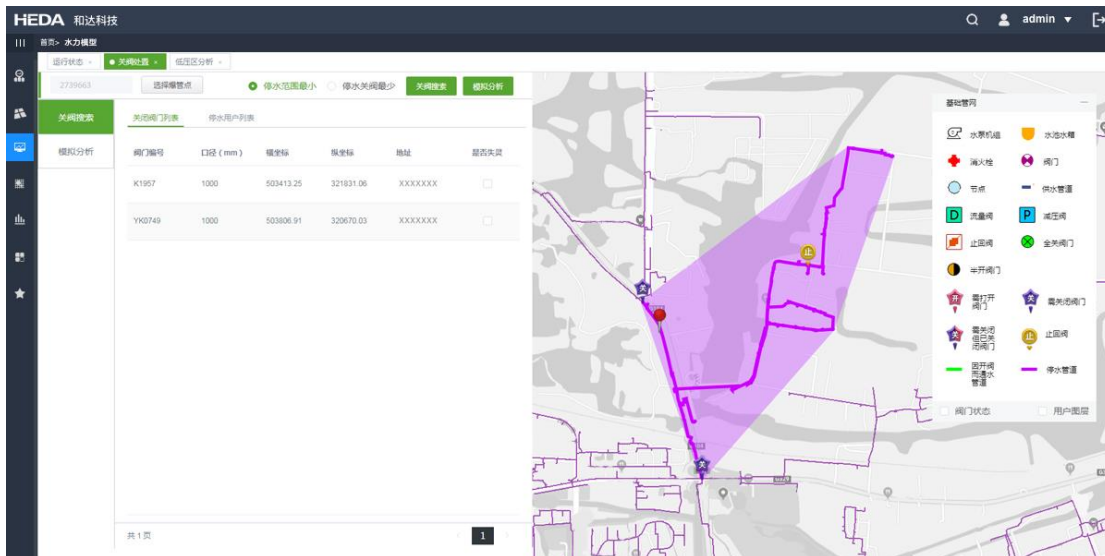 HEDA 和达科技
admin
首页> 水力模型
运行状态
关阀处置
低压区分析
2739663
选择爆管点
停水范围最小
停水关阀最少
关阀搜索
模拟分析
关阀搜索
模拟分析
关闭阀门列表
停水用户列表
阀门编号 口径（mm） 横坐标 纵坐标 地址 是否失灵
K1957 1000 503413.25 321831.06 XXXXXXX
YK0749 1000 503806.91 320670.03 XXXXXXX
共1页
1
关
止
关
基础管网
水泵机组
水池水塔
消火栓
阀门
节点
供水管道
D 流量阀
P 减压阀
止回阀
全关阀门
半开阀门
开 需打开阀门
关 需关闭阀门
关 需关闭但已关闭阀门
止 止回阀
因开阀而通水管道
停水管道
阀门状态
用户图层